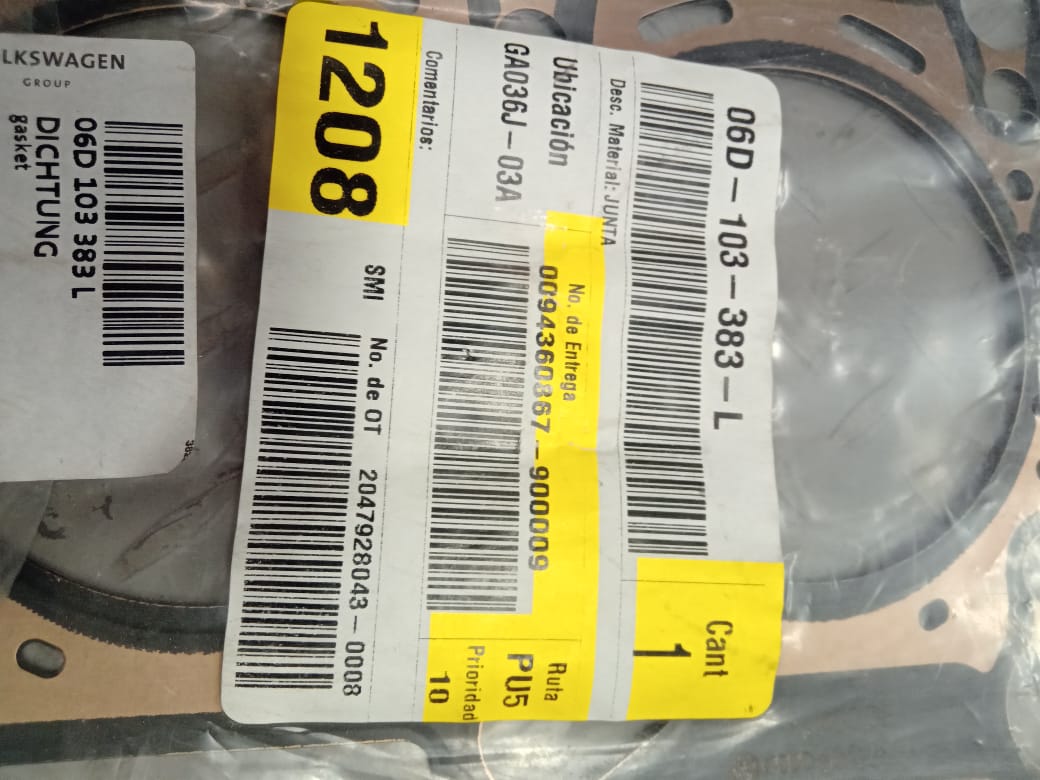 06D-103-383-L
Cant
1
Desc. Material: JUNTA
Ubicación
GA036J-03A
No. de Entrega
0094360867-900009
Ruta
PU5
Prioridad
10
Comentarios:
1208
SMI No. de OT 2047928043-0008
LKSWAGEN
GROUP
06D 103 383 L
DICHTUNG
gasket